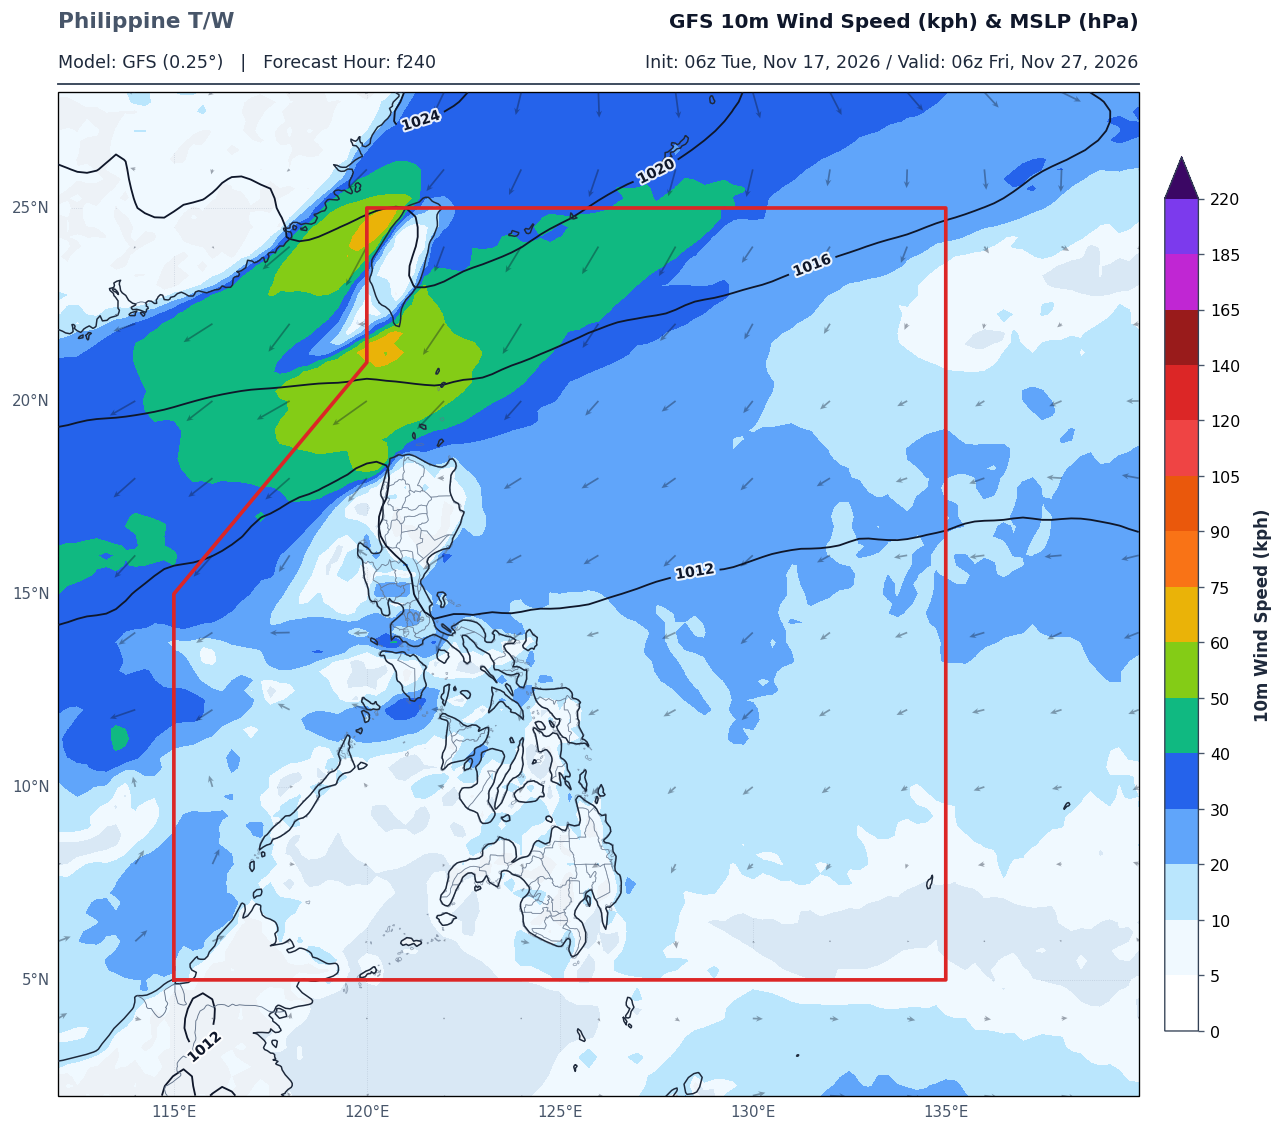 Philippine T/W
GFS 10m Wind Speed (kph) & MSLP (hPa)
Model: GFS (0.25°)   |   Forecast Hour: f240
Init: 06z Tue, Nov 17, 2026 / Valid: 06z Fri, Nov 27, 2026
1024
1020
1016
1012
1012
25°N
20°N
15°N
10°N
5°N
115°E
120°E
125°E
130°E
135°E
220
185
165
140
120
105
90
75
60
50
40
30
20
10
5
0
10m Wind Speed (kph)